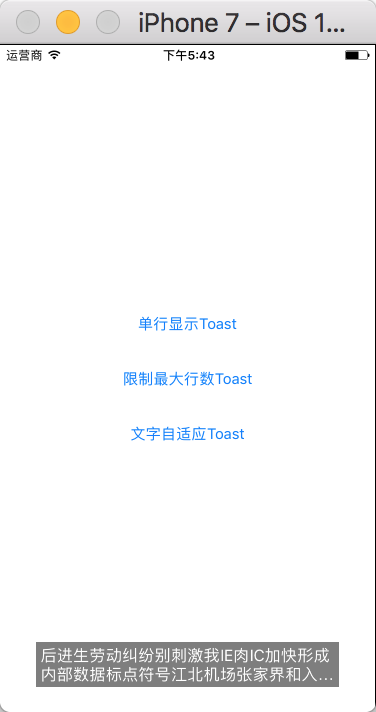 iPhone 7 – iOS 1...
运营商 下午5:43
单行显示Toast
限制最大行数Toast
文字自适应Toast
后进生劳动纠纷别刺激我IE肉IC加快形成
内部数据标点符号江北机场张家界和入...